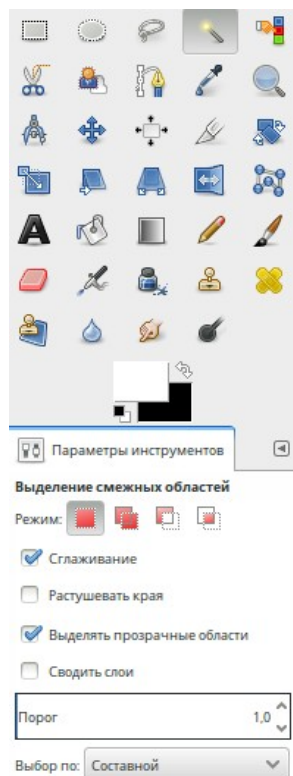 Параметры инструментов
Выделение смежных областей
Режим:
Сглаживание
Растушевать края
Выделять прозрачные области
Сводить слои
Порог 1,0
Выбор по: Составной